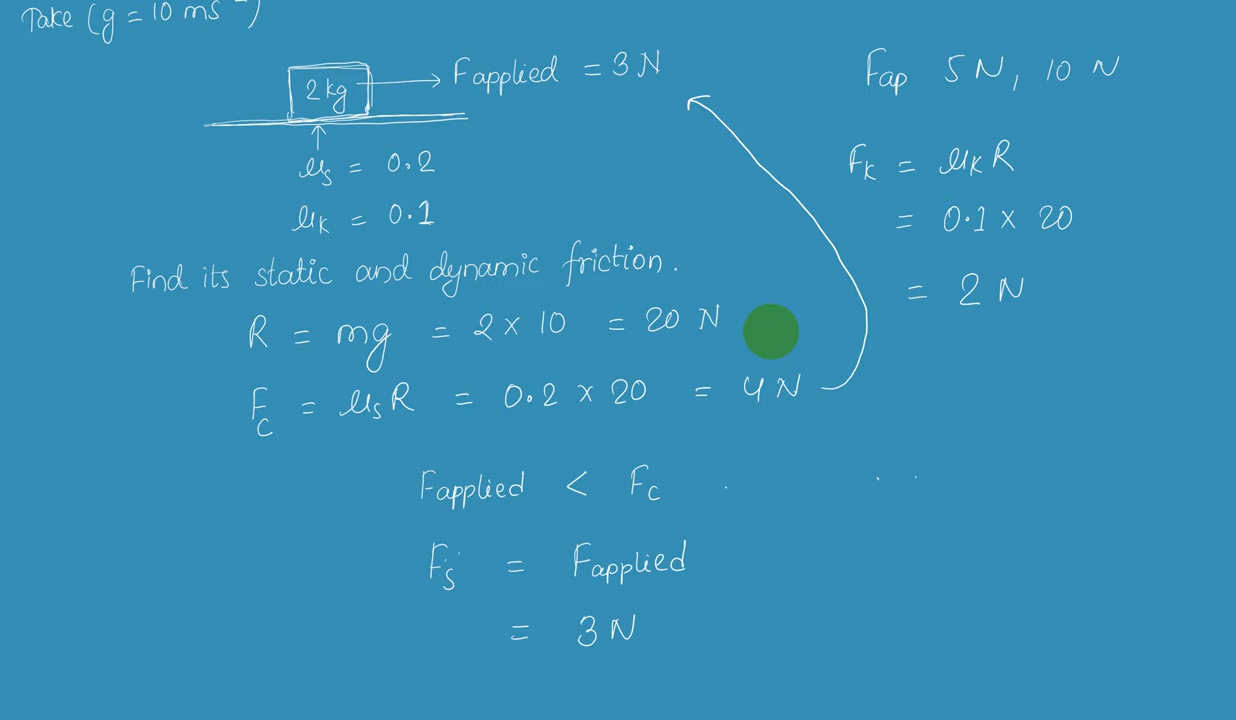 Take (g = 10 ms⁻
2 kg
Fapplied = 3 N
μs = 0.2
μK = 0.1
Find its static and dynamic friction.
R = mg = 2 × 10 = 20 N
Fc = μsR = 0.2 × 20 = 4 N
Fapplied < Fc
Fs = Fapplied
= 3 N
Fap 5 N, 10 N
FK = μK R
= 0.1 × 20
= 2 N